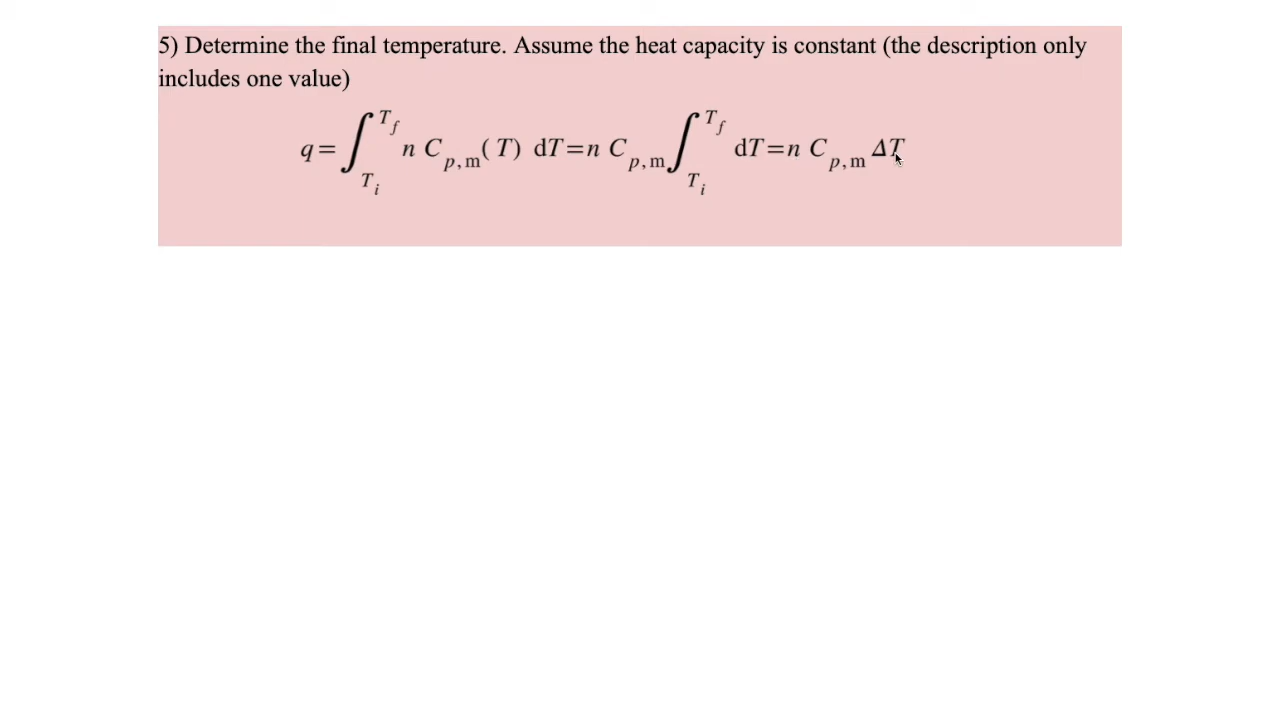 5) Determine the final temperature. Assume the heat capacity is constant (the description only
includes one value)
q=∫_{T_i}^{T_f} n C_{p,m}(T) dT=n C_{p,m}∫_{T_i}^{T_f} dT=n C_{p,m} ΔT